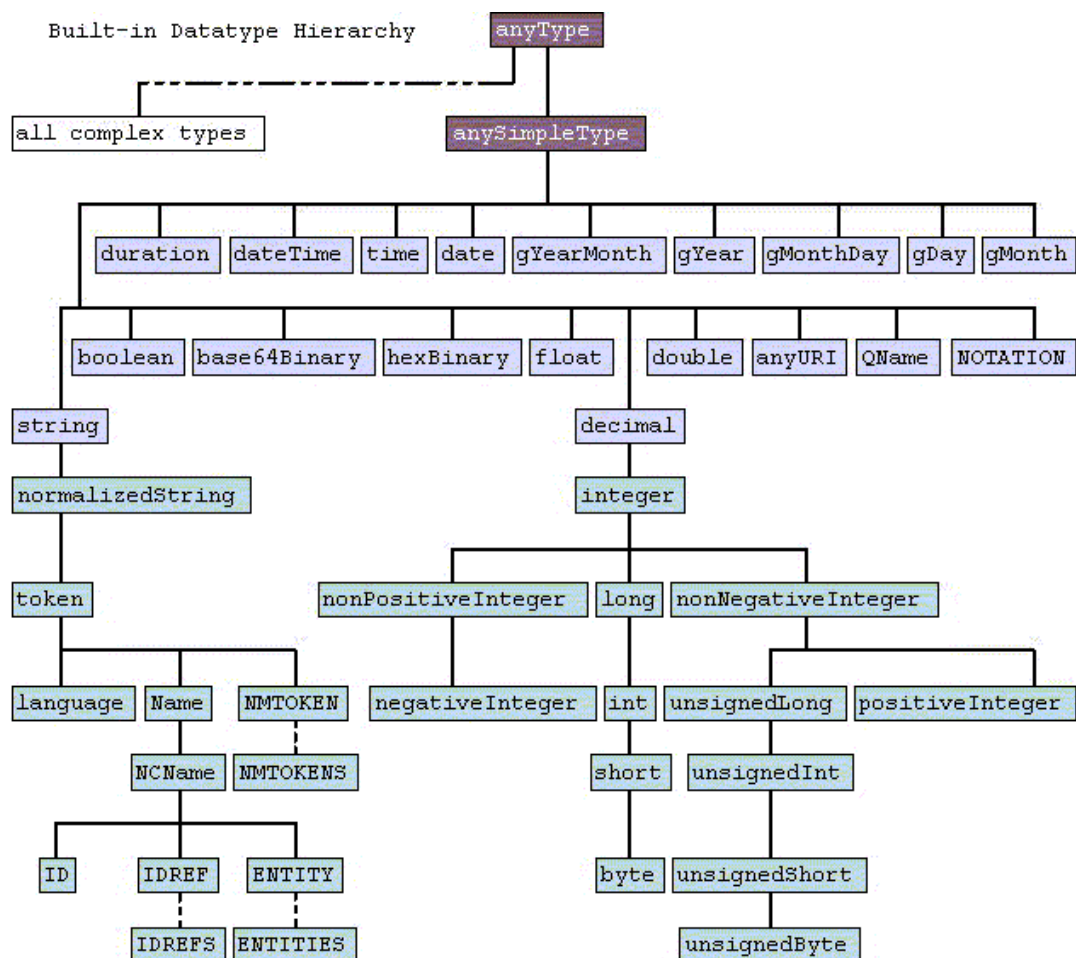 Built-in Datatype Hierarchy
anyType
all complex types
anySimpleType
duration dateTime time date gYearMonth gYear gMonthDay gDay gMonth
boolean base64Binary hexBinary float double anyURI QName NOTATION
string decimal
normalizedString integer
token nonPositiveInteger long nonNegativeInteger
language Name NMTOKEN negativeInteger int unsignedLong positiveInteger
NCName NMTOKENS short unsignedInt
ID IDREF ENTITY byte unsignedShort
IDREFS ENTITIES unsignedByte